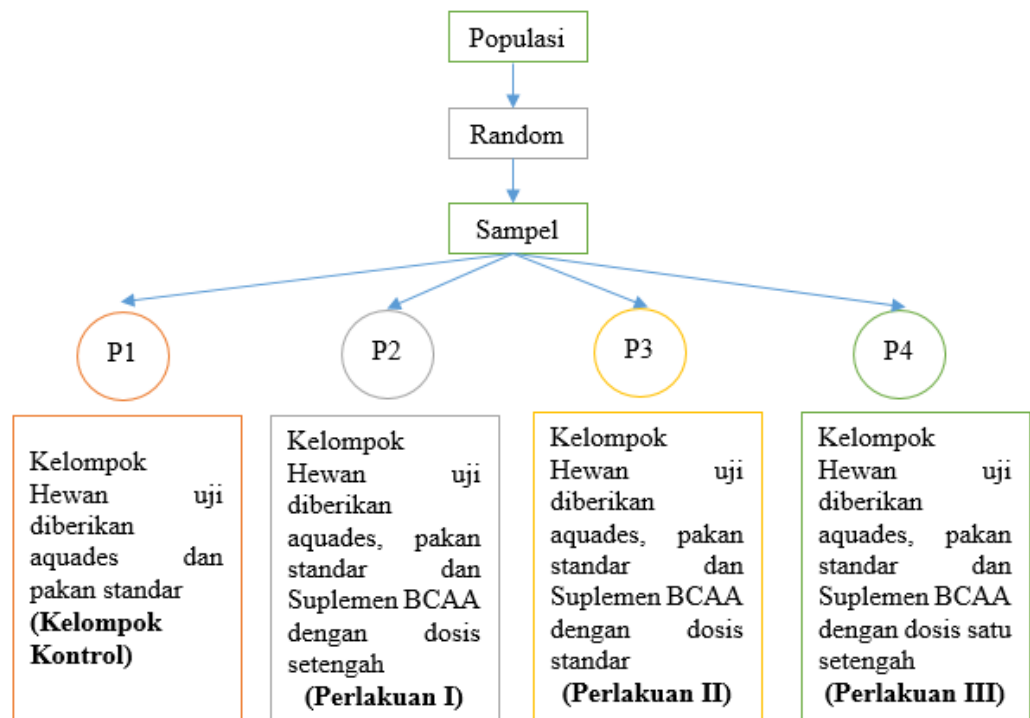 Populasi
Random
Sampel
P1
P2
P3
P4
Kelompok
Hewan uji
diberikan
aquades dan
pakan standar
(Kelompok
Kontrol)
Kelompok
Hewan uji
diberikan
aquades, pakan
standar dan
Suplemen BCAA
dengan dosis
setengah
(Perlakuan I)
Kelompok
Hewan uji
diberikan
aquades, pakan
standar dan
Suplemen BCAA
dengan dosis
standar
(Perlakuan II)
Kelompok
Hewan uji
diberikan
aquades, pakan
standar dan
Suplemen BCAA
dengan dosis satu
setengah
(Perlakuan III)